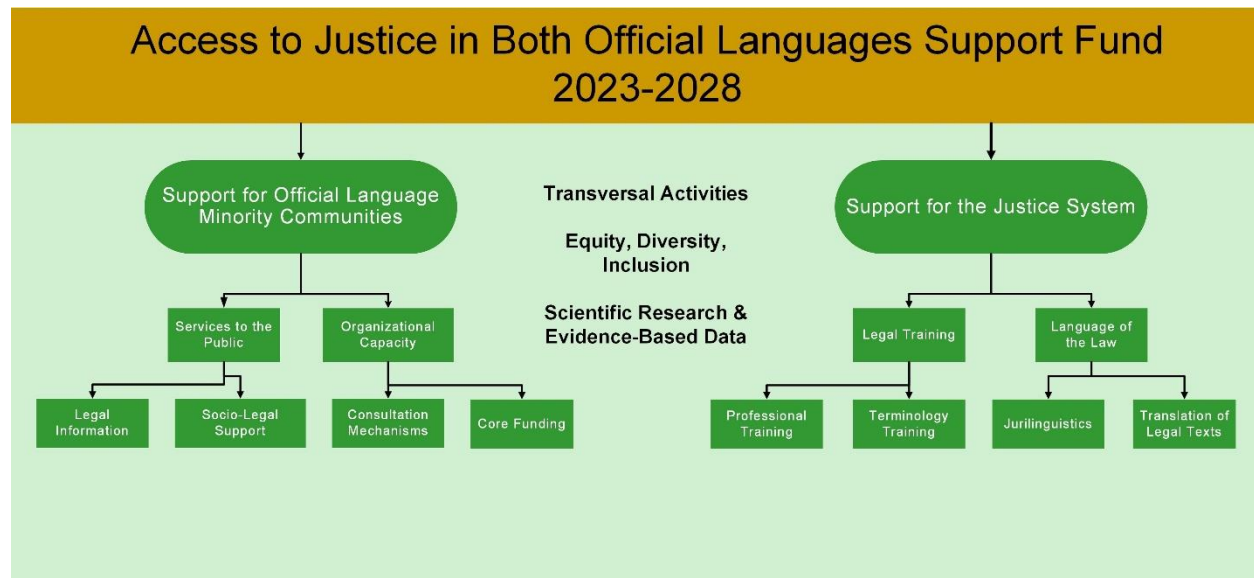 Access to Justice in Both Official Languages Support Fund
2023-2028
Support for Official Language
Minority Communities
Transversal Activities
Equity, Diversity,
Inclusion
Scientific Research &
Evidence-Based Data
Support for the Justice System
Services to the
Public
Organizational
Capacity
Legal Training
Language of
the Law
Legal
Information
Socio-Legal
Support
Consultation
Mechanisms
Core Funding
Professional
Training
Terminology
Training
Jurilinguistics
Translation of
Legal Texts